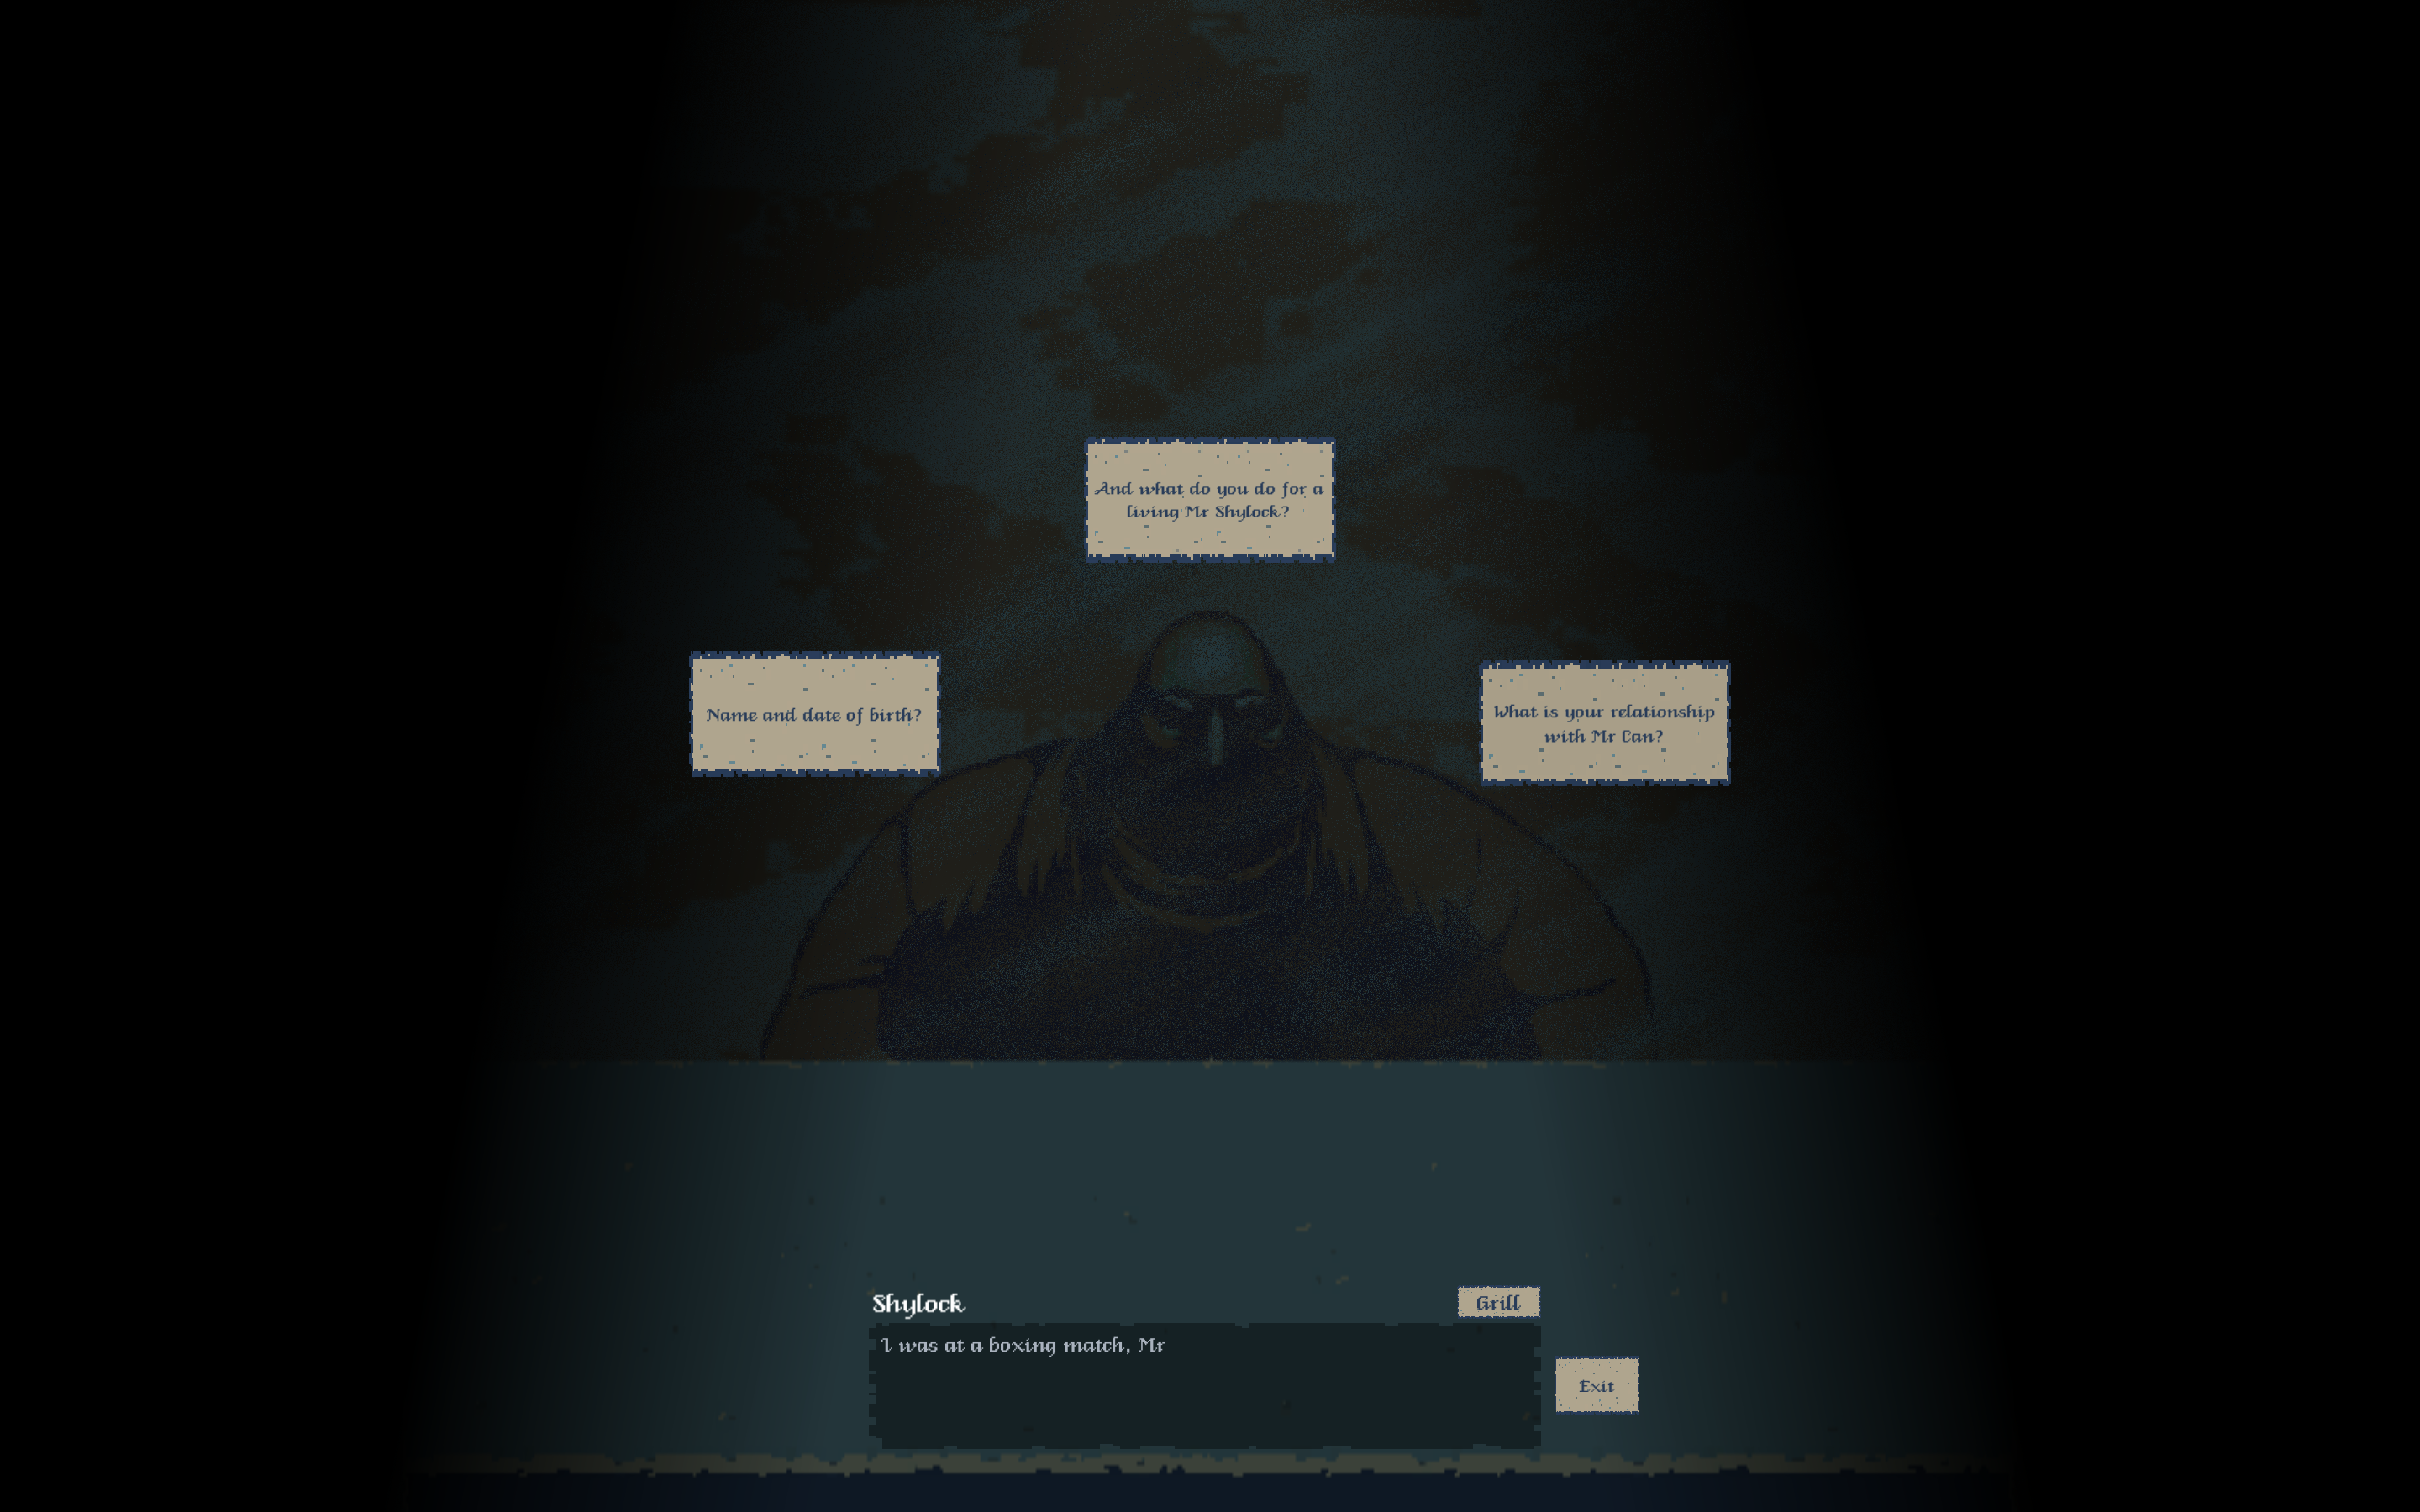 And what do you do for a
living Mr Shylock?
Name and date of birth?
What is your relationship
with Mr Can?
Shylock
Grill
I was at a boxing match, Mr
Exit